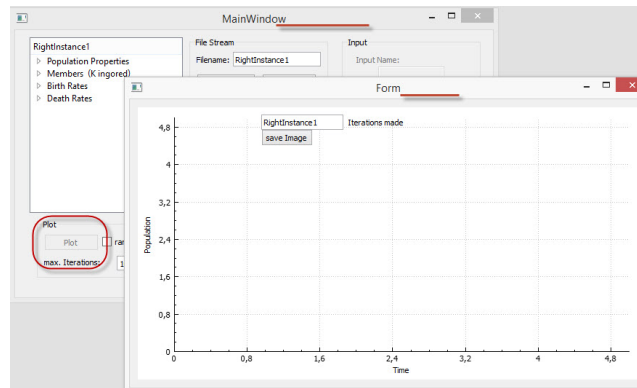 MainWindow
RightInstance1
Population Properties
Members (K ingored)
Birth Rates
Death Rates
File Stream
Filename: RightInstance1
Input
Input Name:
Plot
Plot
max. Iterations: 1
Form
RightInstance1 Iterations made
save Image
Population
4,8
4
3,2
2,4
1,6
0,8
0
0 0,8 1,6 2,4 3,2 4 4,8
Time